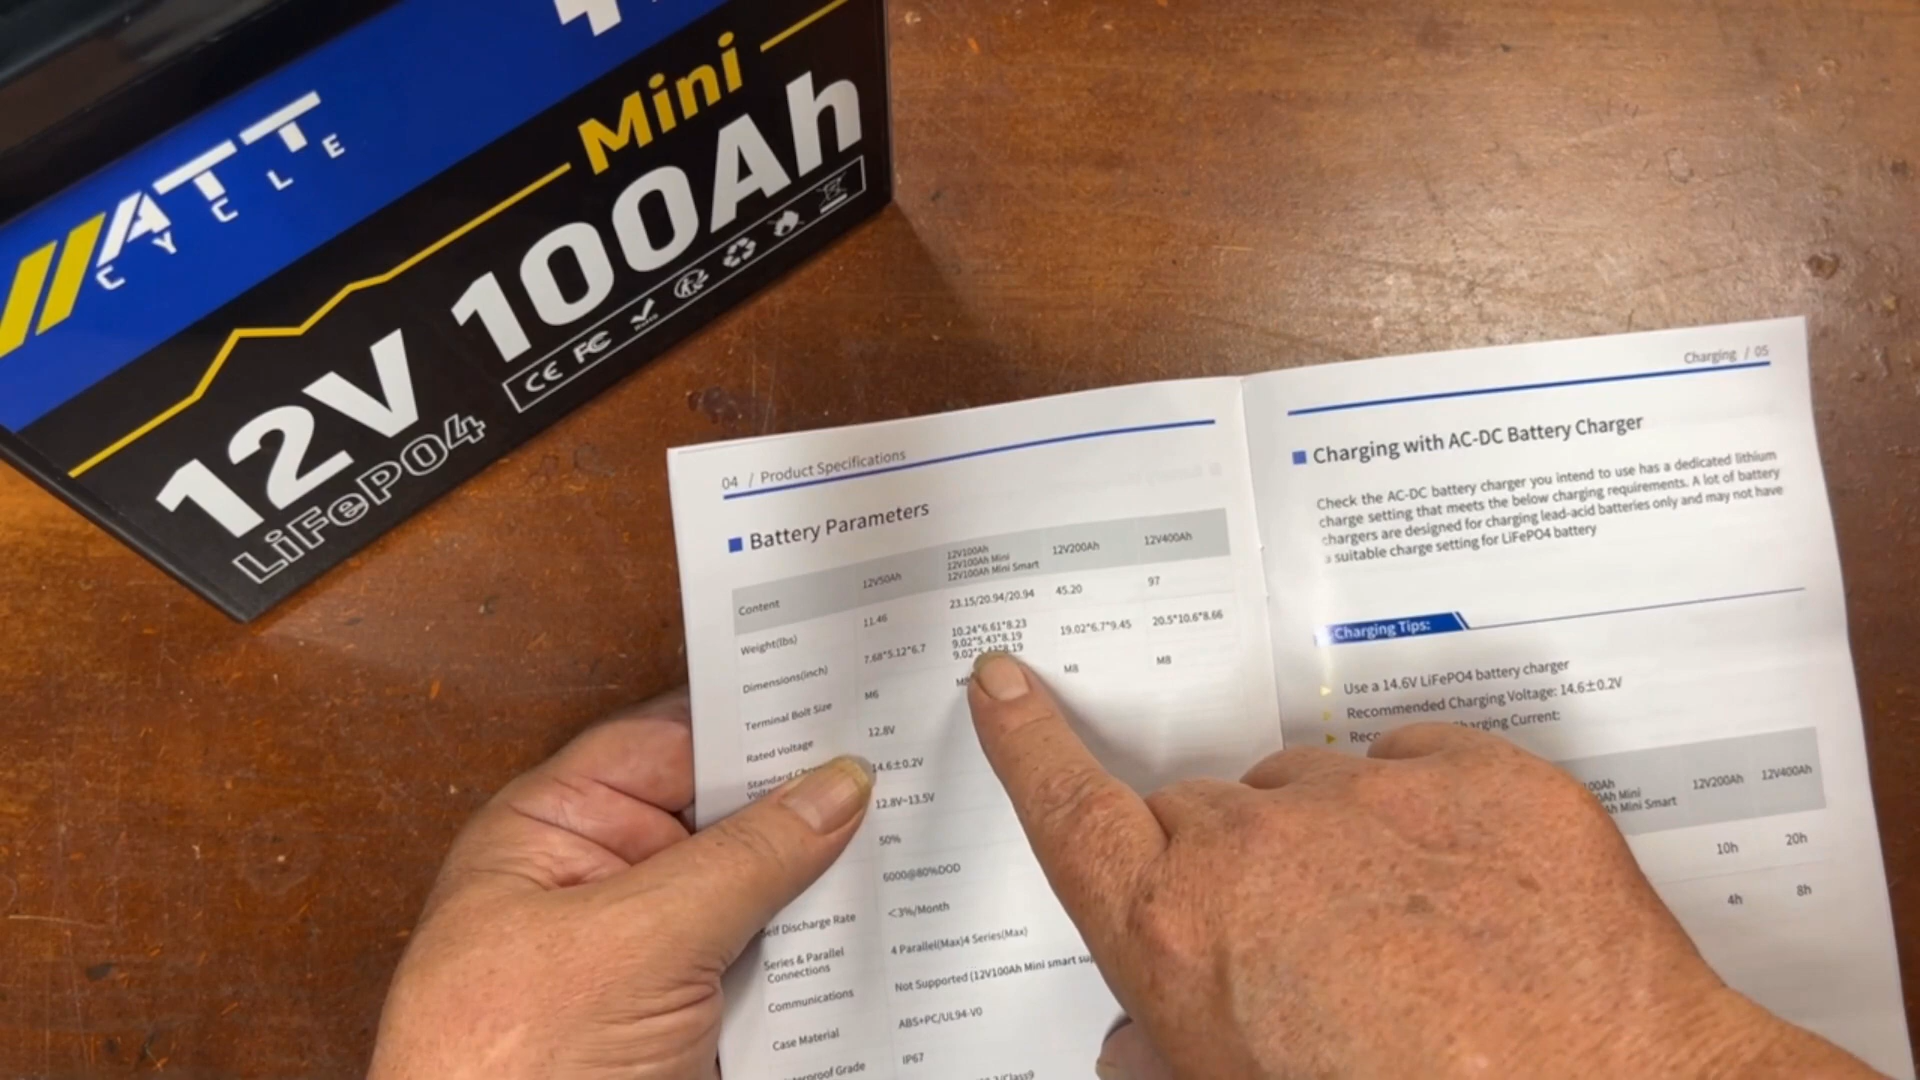 WATT
CYCLE
Mini
12V 100Ah
LiFePO4
CE FC
04 / Product Specifications
Battery Parameters
Content
12V50Ah
12V100Ah
12V100Ah Mini
12V100Ah Mini Smart
12V200Ah
12V400Ah
Weight(lbs)
11.46
23.15/20.94/20.94
45.20
97
Dimensions(inch)
7.68*5.12*6.7
10.24*6.61*8.23
9.02*5.43*8.19
19.02*6.7*9.45
20.5*10.6*8.66
Terminal Bolt Size
M6
M8
M8
Rated Voltage
12.8V
Standard
14.6±0.2V
12.8V~13.5V
50%
6000@80%DOD
Self Discharge Rate
<3%/Month
Series & Parallel
Connections
4 Parallel(Max)4 Series(Max)
Communications
Not Supported (12V100Ah Mini smart
Case Material
ABS+PC/UL94-V0
Grade
IP67
Charging / 05
Charging with AC-DC Battery Charger
Check the AC-DC battery charger you intend to use has a dedicated lithium
charge setting that meets the below charging requirements. A lot of battery
chargers are designed for charging lead-acid batteries only and may not have
a suitable charge setting for LiFePO4 battery
Charging Tips:
Use a 14.6V LiFePO4 battery charger
Recommended Charging Voltage: 14.6±0.2V
Current:
Mini
Mini Smart
12V200Ah
12V400Ah
10h
20h
4h
8h